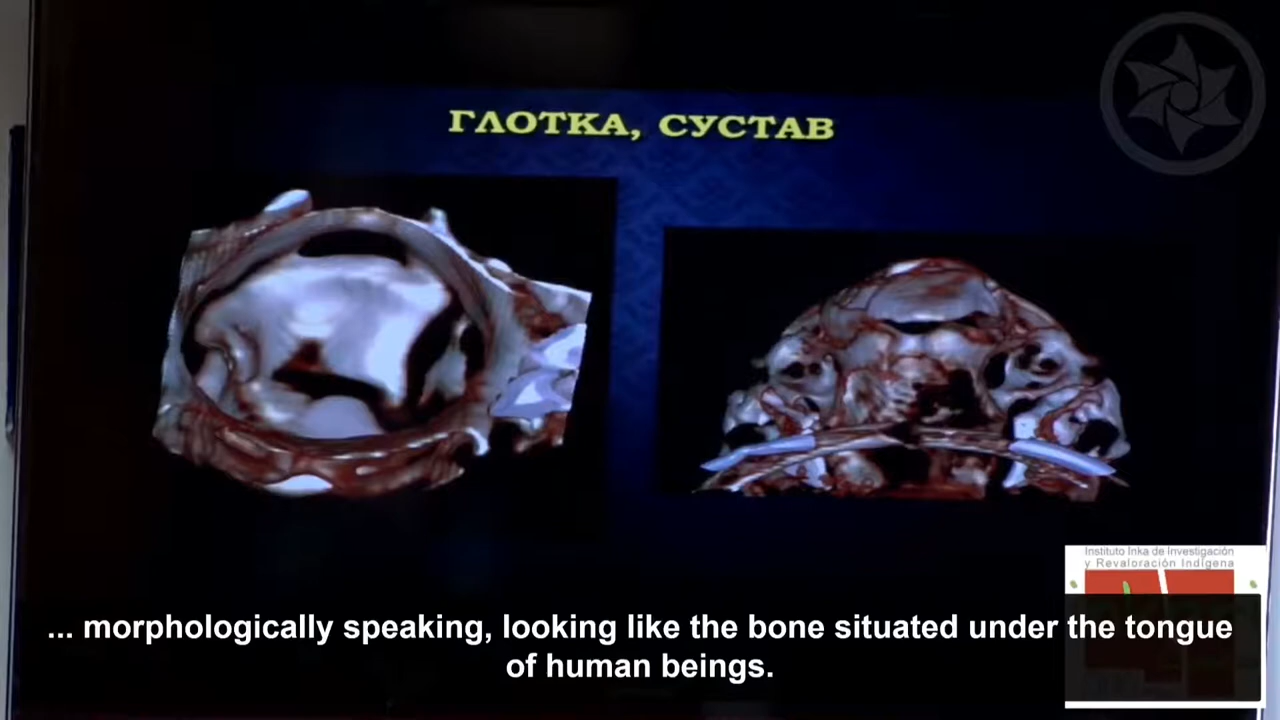 ГЛОТКА, СУСТАВ
Instituto Inka de Investigación
y Revaloración Indígena
... morphologically speaking, looking like the bone situated under the tongue
of human beings.